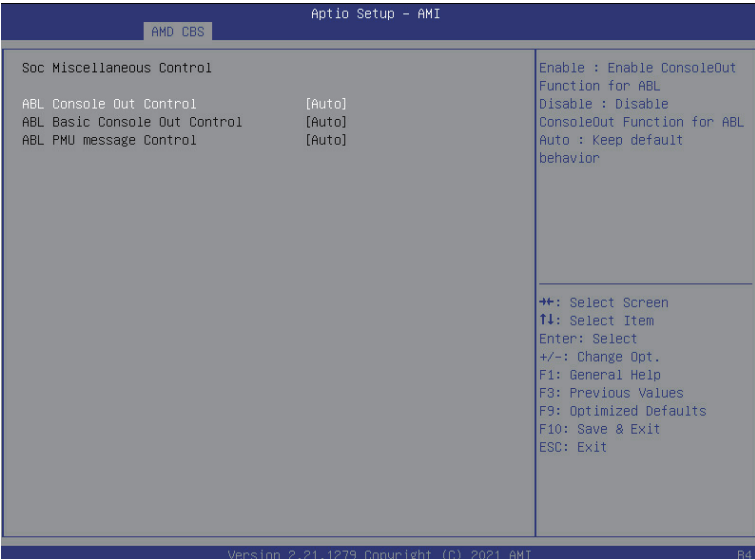 Aptio Setup – AMI
AMD CBS
Soc Miscellaneous Control
ABL Console Out Control [Auto]
ABL Basic Console Out Control [Auto]
ABL PMU message Control [Auto]
Enable : Enable ConsoleOut
Function for ABL
Disable : Disable
ConsoleOut Function for ABL
Auto : Keep default
behavior
→←: Select Screen
↑↓: Select Item
Enter: Select
+/-: Change Opt.
F1: General Help
F3: Previous Values
F9: Optimized Defaults
F10: Save & Exit
ESC: Exit
Version 2.21.1279 Copyright (C) 2021 AMI
B4